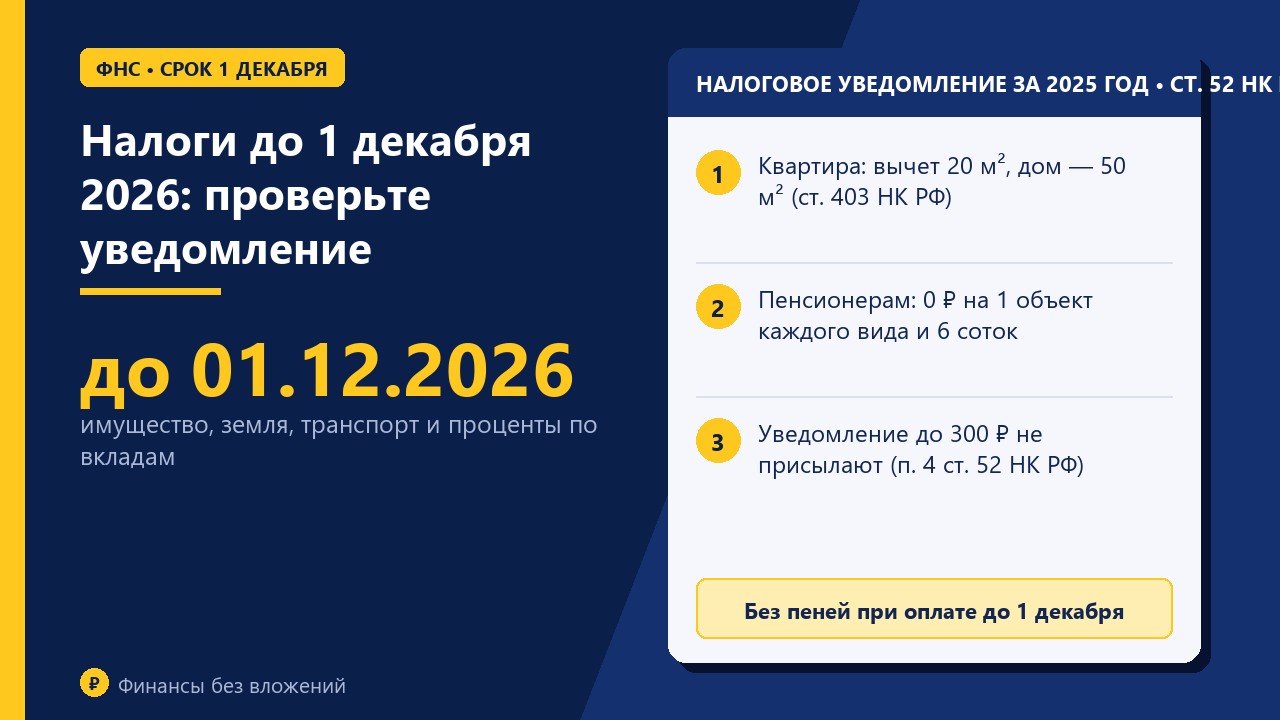 ФНС • СРОК 1 ДЕКАБРЯ
Налоги до 1 декабря
2026: проверьте
уведомление
до 01.12.2026
имущество, земля, транспорт и проценты по
вкладам
Финансы без вложений
НАЛОГОВОЕ УВЕДОМЛЕНИЕ ЗА 2025 ГОД • СТ. 52 НК
1
Квартира: вычет 20 м², дом — 50
м² (ст. 403 НК РФ)
2
Пенсионерам: 0 ₽ на 1 объект
каждого вида и 6 соток
3
Уведомление до 300 ₽ не
присылают (п. 4 ст. 52 НК РФ)
Без пеней при оплате до 1 декабря
₽